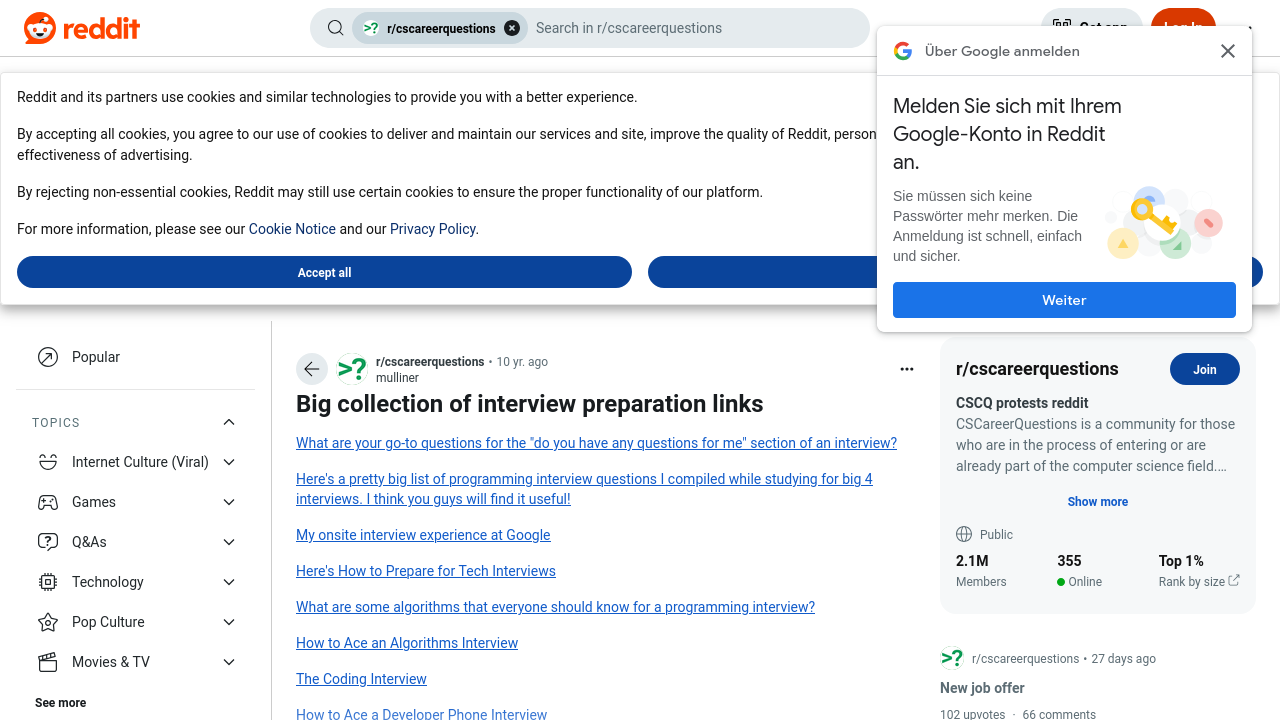 reddit
r/cscareerquestions
Search in r/cscareerquestions
Reddit and its partners use cookies and similar technologies to provide you with a better experience.
By accepting all cookies, you agree to our use of cookies to deliver and maintain our services and site, improve the quality of Reddit,
effectiveness of advertising.
By rejecting non-essential cookies, Reddit may still use certain cookies to ensure the proper functionality of our platform.
For more information, please see our Cookie Notice and our Privacy Policy.
Accept all
Über Google anmelden
Melden Sie sich mit Ihrem
Google-Konto in Reddit
an.
Sie müssen sich keine
Passwörter mehr merken. Die
Anmeldung ist schnell, einfach
und sicher.
Weiter
Popular
TOPICS
Internet Culture (Viral)
Games
Q&As
Technology
Pop Culture
Movies & TV
See more
r/cscareerquestions • 10 yr. ago
mulliner
Big collection of interview preparation links
What are your go-to questions for the "do you have any questions for me" section of an interview?
Here's a pretty big list of programming interview questions I compiled while studying for big 4
interviews. I think you guys will find it useful!
My onsite interview experience at Google
Here's How to Prepare for Tech Interviews
What are some algorithms that everyone should know for a programming interview?
How to Ace an Algorithms Interview
The Coding Interview
How to Ace a Developer Phone Interview
r/cscareerquestions
Join
CSCQ protests reddit
CSCareerQuestions is a community for those
who are in the process of entering or are
already part of the computer science field.…
Show more
Public
2.1M 355 Top 1%
Members Online Rank by size
r/cscareerquestions • 27 days ago
New job offer
102 upvotes · 66 comments